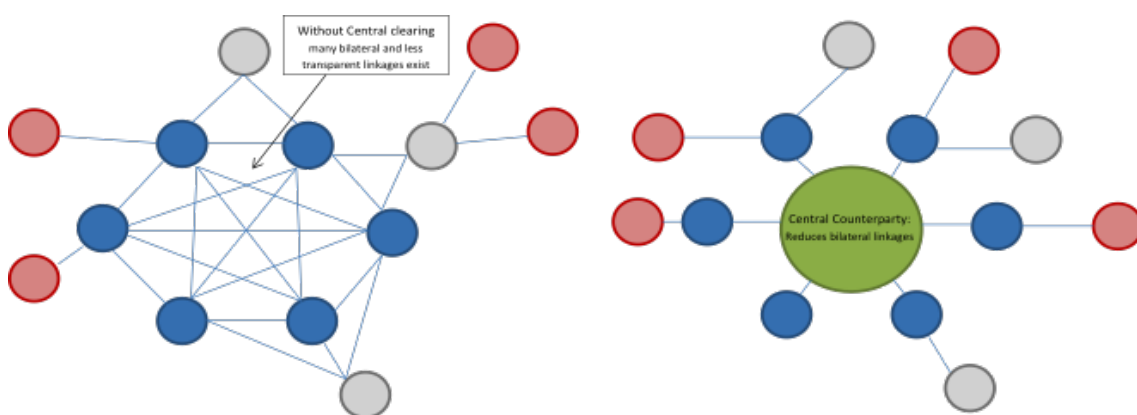 Without Central clearing
many bilateral and less
transparent linkages exist
Central Counterparty:
Reduces bilateral linkages